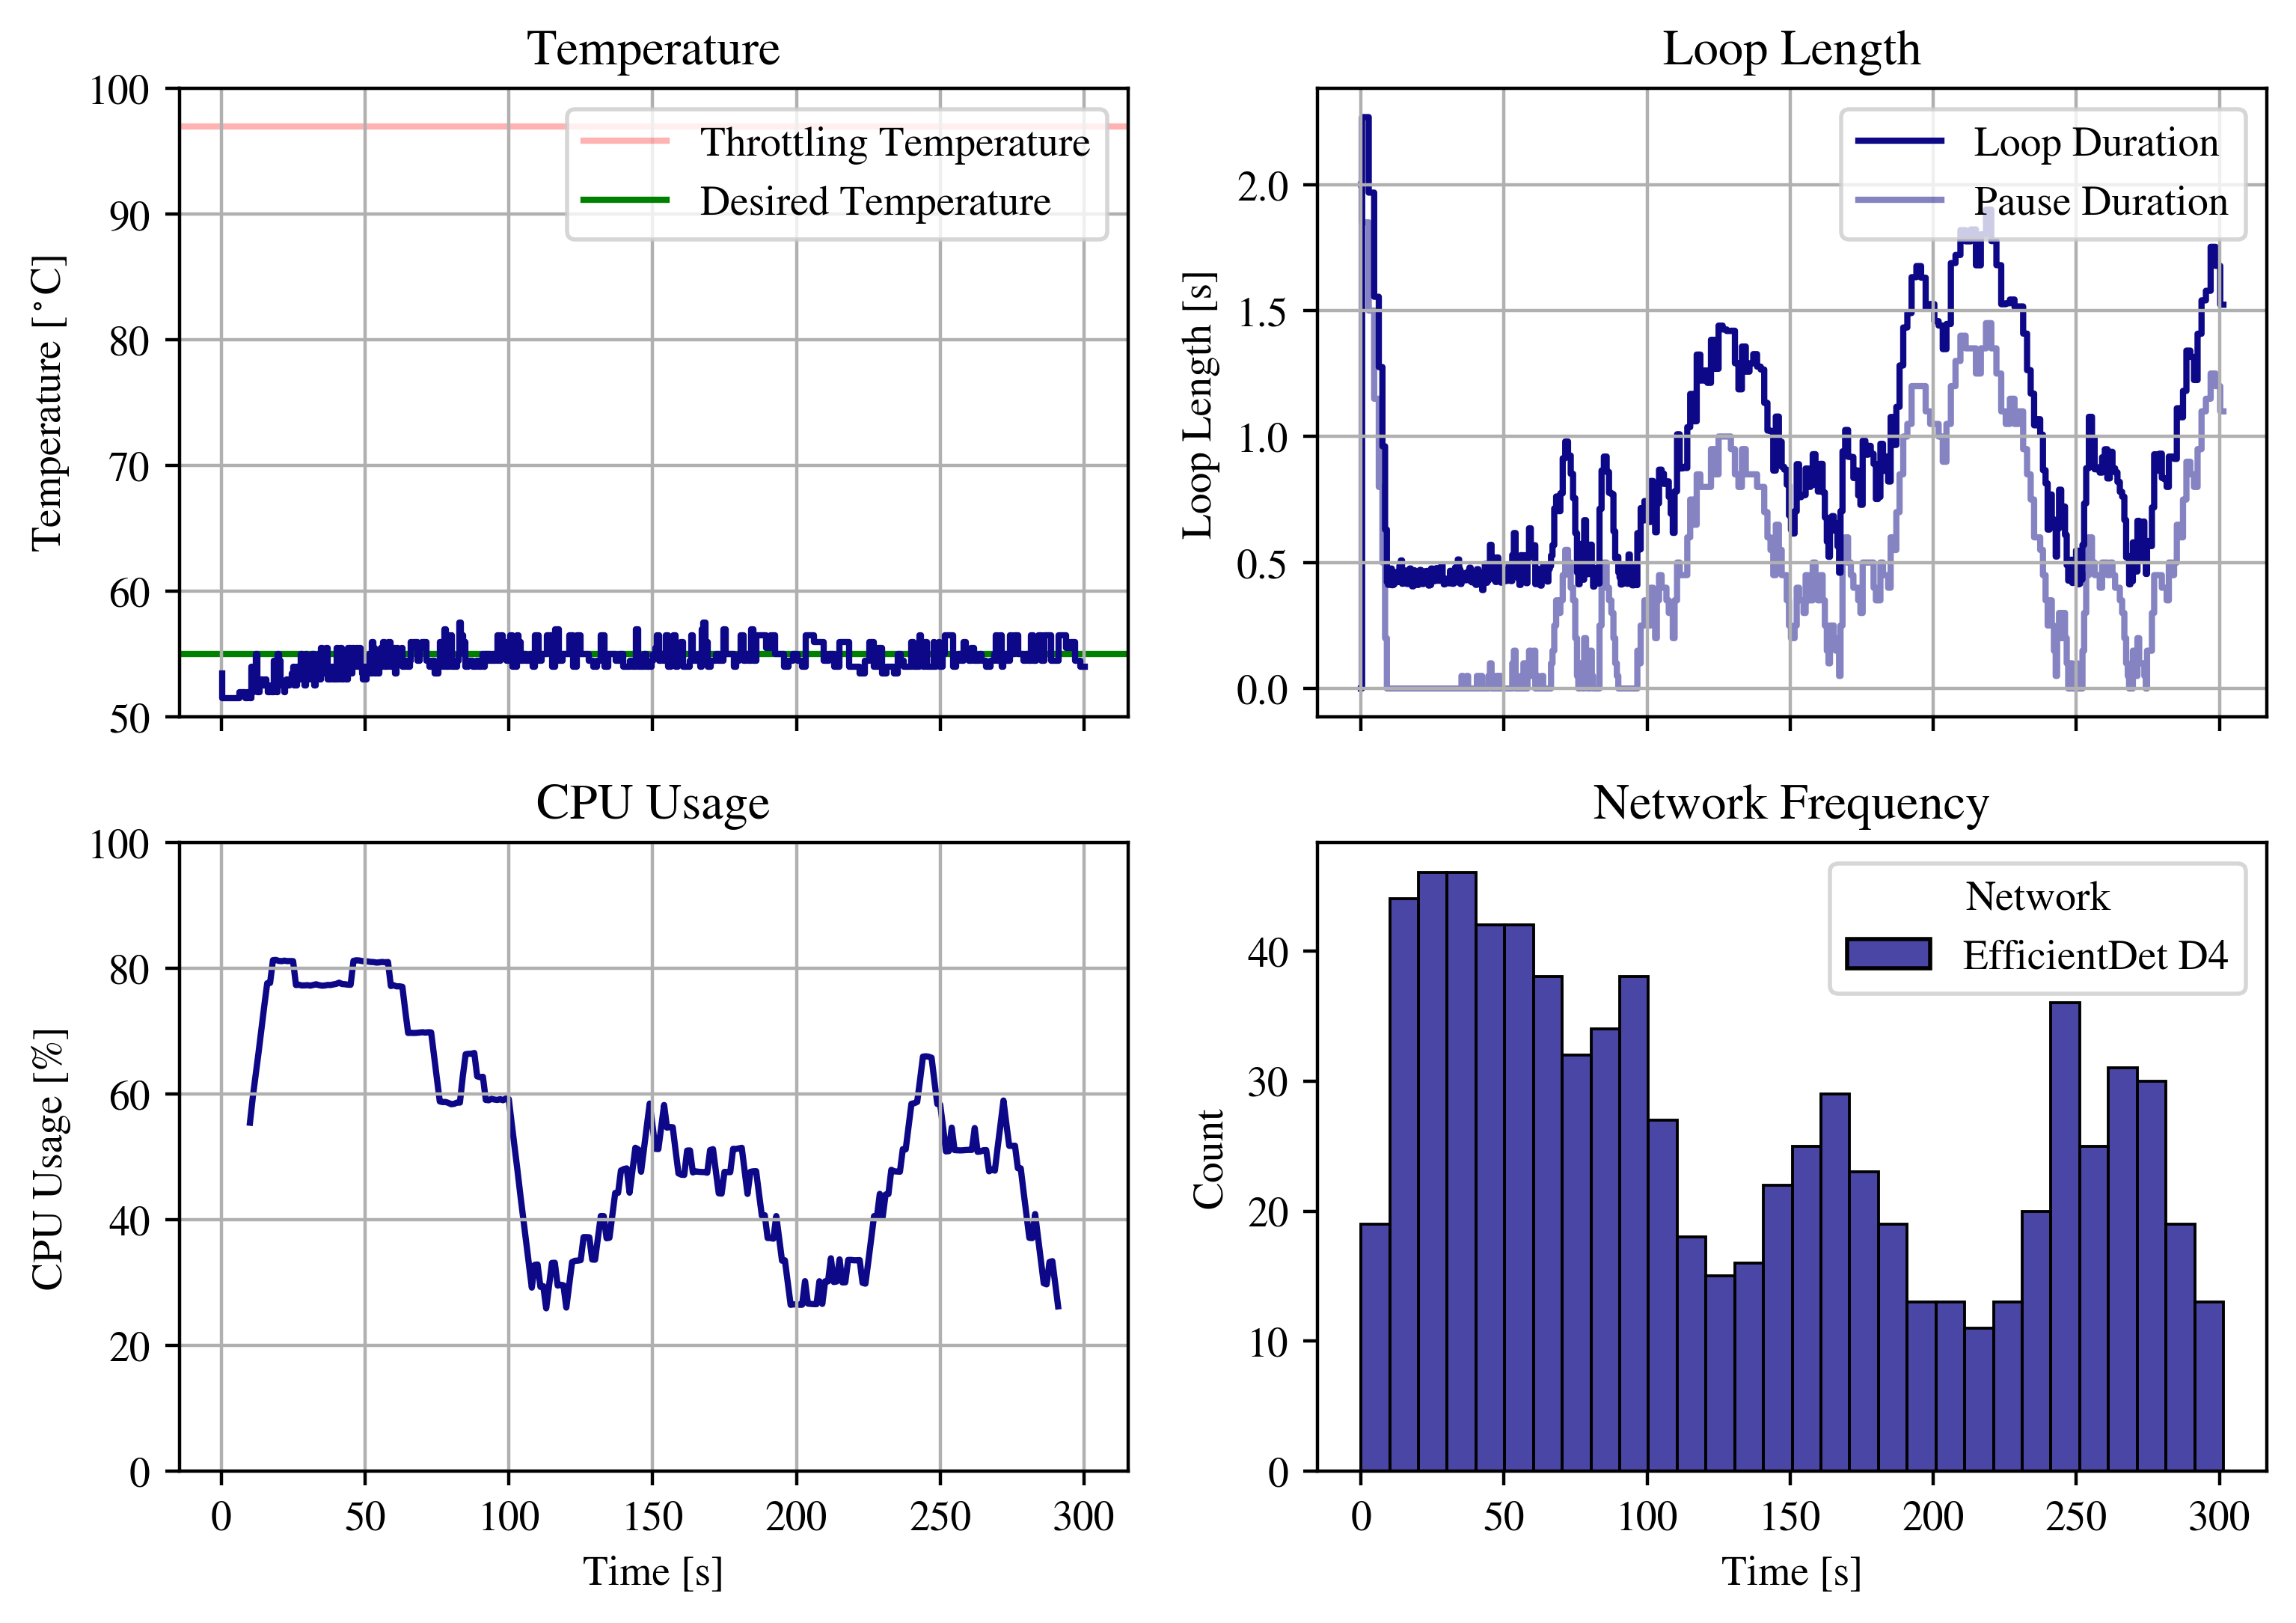 Temperature
100
90
80
70
60
50
Temperature [°C]
Throttling Temperature
Desired Temperature
Loop Length
2.0
1.5
1.0
0.5
0.0
Loop Length [s]
Loop Duration
Pause Duration
CPU Usage
100
80
60
40
20
0
CPU Usage [%]
0 50 100 150 200 250 300
Time [s]
Network Frequency
40
30
20
10
0
Count
Network
EfficientDet D4
0 50 100 150 200 250 300
Time [s]